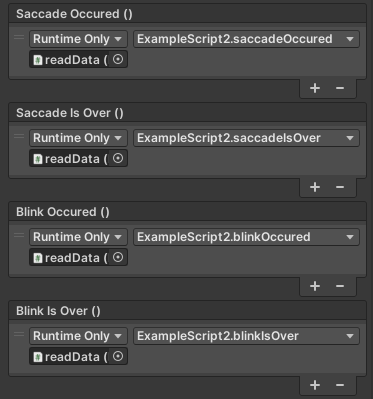 Saccade Occured ()
Runtime Only ExampleScript2.saccadeOccured
readData (
Saccade Is Over ()
Runtime Only ExampleScript2.saccadeIsOver
readData (
Blink Occured ()
Runtime Only ExampleScript2.blinkOccured
readData (
Blink Is Over ()
Runtime Only ExampleScript2.blinkIsOver
readData (